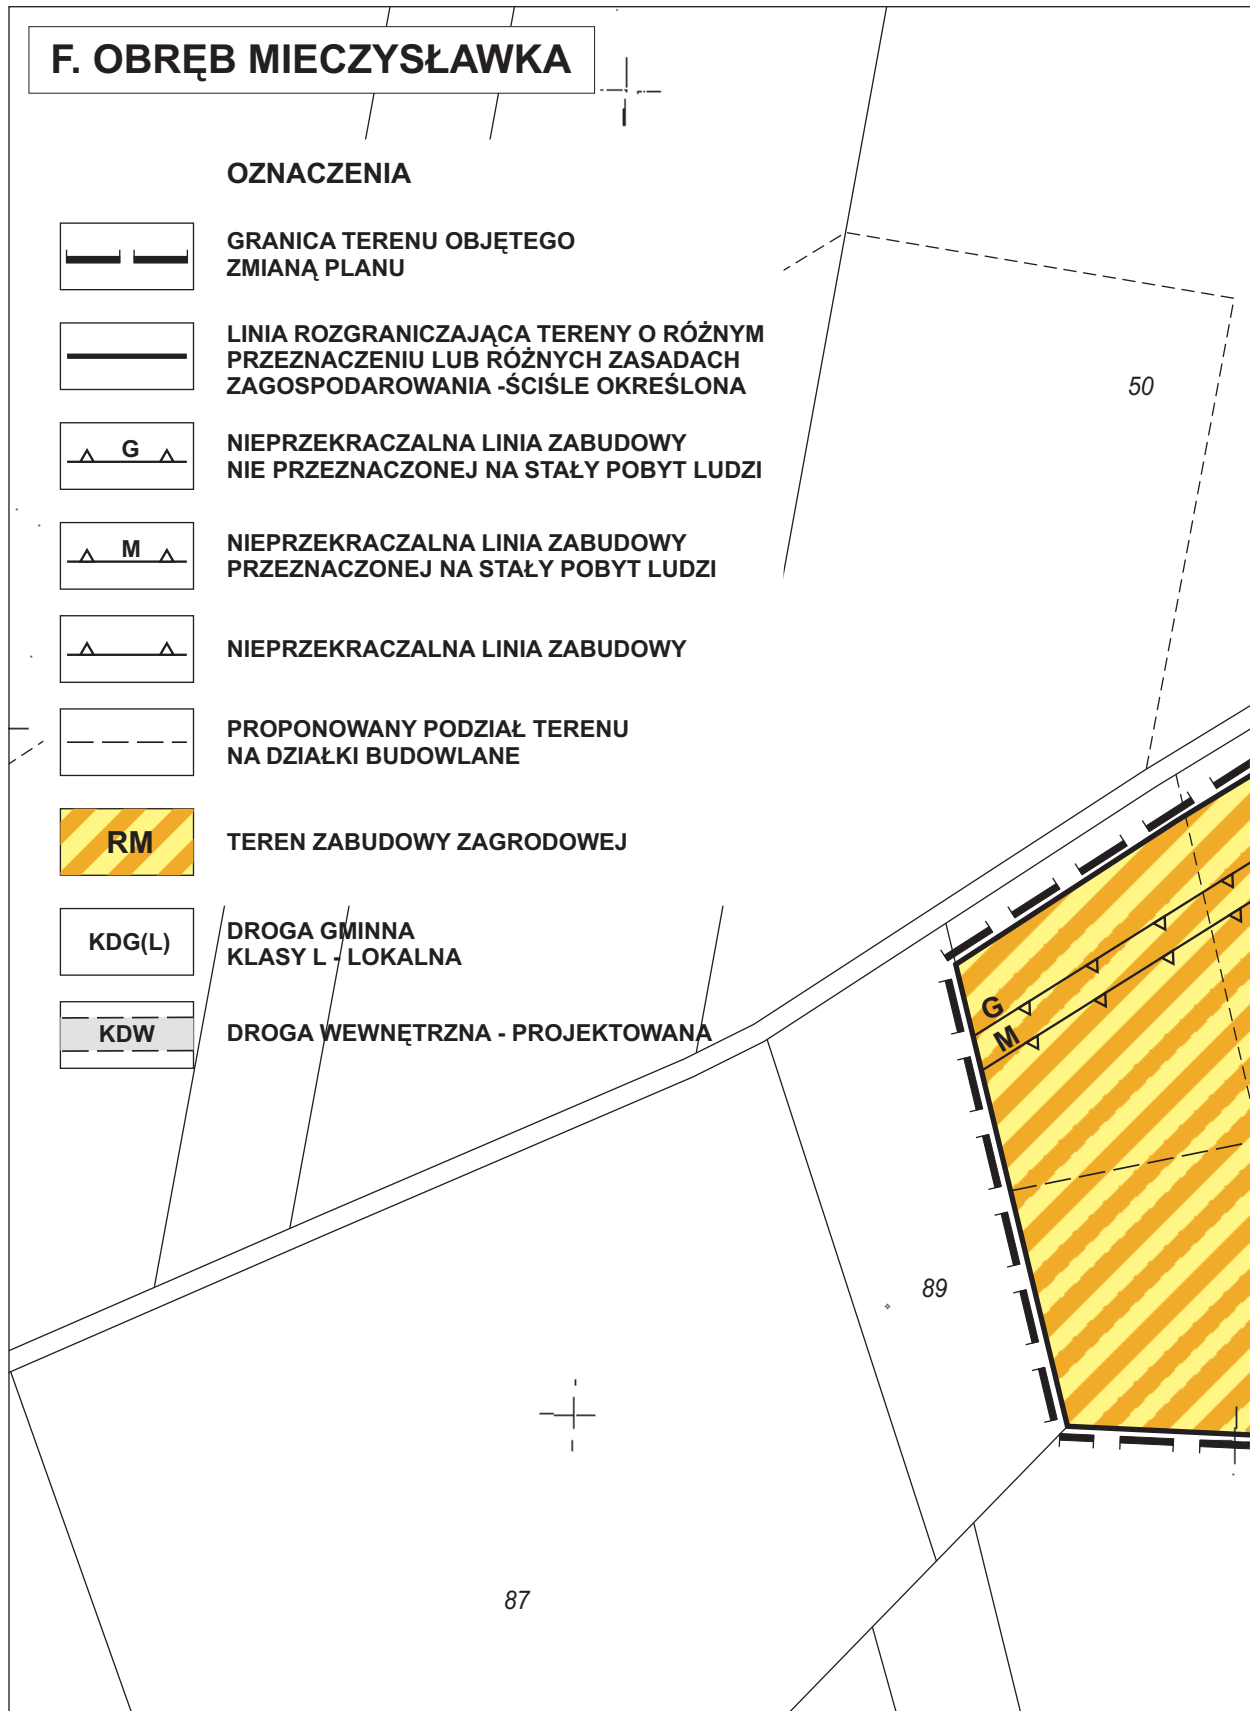 F. OBRĘB MIECZYSŁAWKA
OZNACZENIA
GRANICA TERENU OBJĘTEGO
ZMIANĄ PLANU
LINIA ROZGRANICZAJĄCA TERENY O RÓŻNYM
PRZEZNACZENIU LUB RÓŻNYCH ZASADACH
ZAGOSPODAROWANIA -ŚCIŚLE OKREŚLONA
G
NIEPRZEKRACZALNA LINIA ZABUDOWY
NIE PRZEZNACZONEJ NA STAŁY POBYT LUDZI
M
NIEPRZEKRACZALNA LINIA ZABUDOWY
PRZEZNACZONEJ NA STAŁY POBYT LUDZI
NIEPRZEKRACZALNA LINIA ZABUDOWY
PROPONOWANY PODZIAŁ TERENU
NA DZIAŁKI BUDOWLANE
RM
TEREN ZABUDOWY ZAGRODOWEJ
KDG(L)
DROGA GMINNA
KLASY L - LOKALNA
KDW
DROGA WEWNĘTRZNA - PROJEKTOWANA
50
G
M
89
87